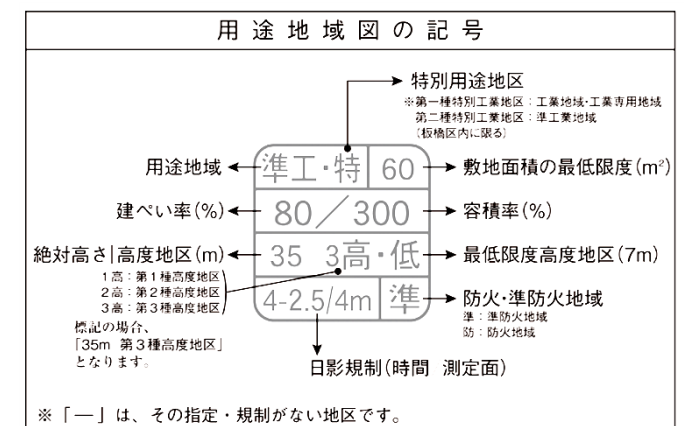 用途地域図の記号
特別用途地区
※第一種特別工業地区：工業地域・工業専用地域
第二種特別工業地区：準工業地域
（板橋区内に限る）
用途地域
準工・特
60
敷地面積の最低限度(m²)
建ぺい率(%)
80／300
容積率(%)
絶対高さ|高度地区(m)
35 3高・低
最低限度高度地区(7m)
1高：第1種高度地区
2高：第2種高度地区
3高：第3種高度地区
標記の場合、
「35m 第3種高度地区」
となります。
4-2.5/4m
準
防火・準防火地域
準：準防火地域
防：防火地域
日影規制(時間 測定面)
※「―」は、その指定・規制がない地区です。